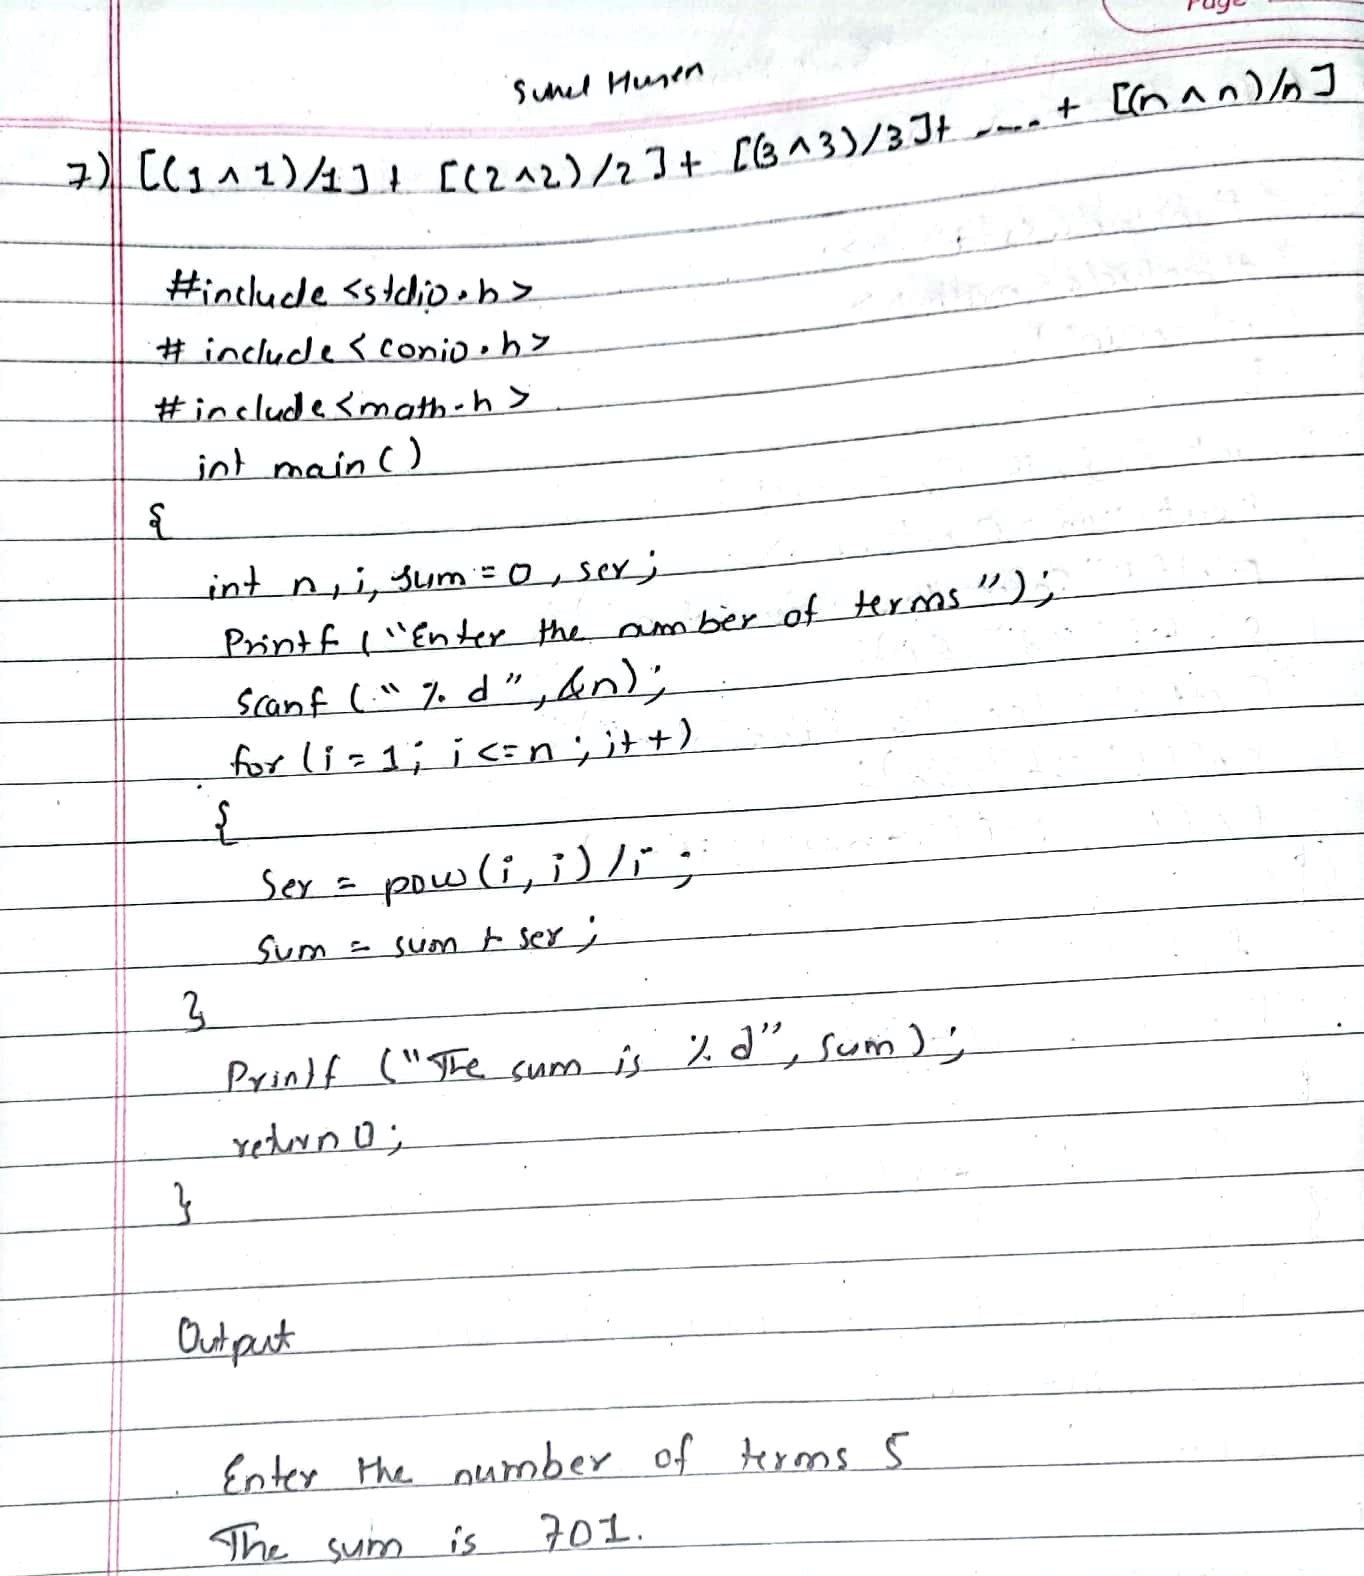 Page
Sunel Husen
7) [(1^1)/1] + [(2^2)/2] + [(3^3)/3]+ ----- + [(n^n)/n]
#include <stdio.h>
# include < conio.h>
#include <math.h>
int main()
{
int n, i, sum = 0, ser;
Printf ("Enter the number of terms");
Scanf (" % d", &n);
for (i = 1; i <= n; i++)
{
Ser = pow(i, i) / i;
Sum = sum + ser;
}
Printf ("The sum is % d", sum);
return 0;
}
Output
Enter the number of terms 5
The sum is 701.